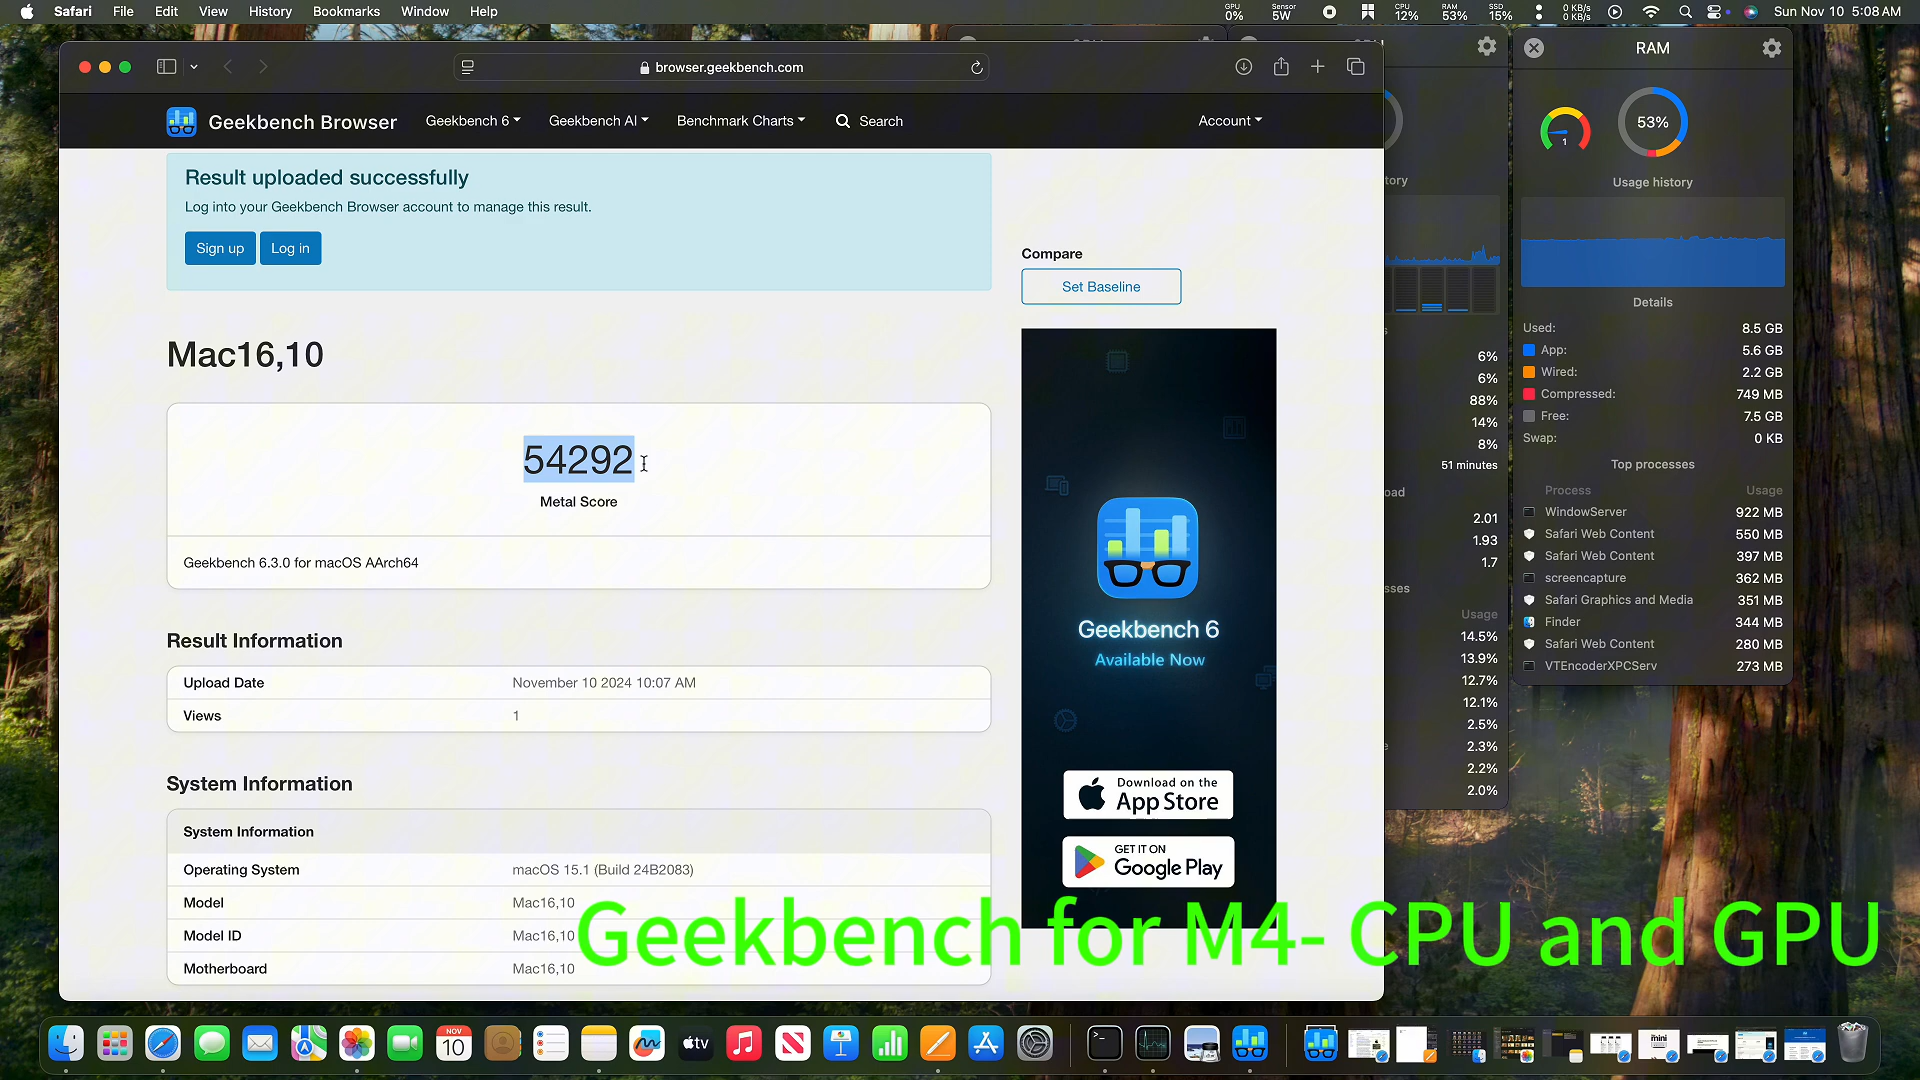 Safari File Edit View History Bookmarks Window Help
GPU 0% Sensor 5W CPU 12% RAM 53% SSD 15% 0 KB/s 0 KB/s Sun Nov 10 5:08 AM
browser.geekbench.com
Geekbench Browser Geekbench 6 Geekbench AI Benchmark Charts Search Account
Result uploaded successfully
Log into your Geekbench Browser account to manage this result.
Sign up Log in
Compare
Set Baseline
Mac16,10
54292
Metal Score
Geekbench 6.3.0 for macOS AArch64
Result Information
Upload Date November 10 2024 10:07 AM
Views 1
System Information
System Information
Operating System macOS 15.1 (Build 24B2083)
Model Mac16,10
Model ID Mac16,10
Motherboard Mac16,10
Geekbench 6
Available Now
Download on the
App Store
GET IT ON
Google Play
tory
6%
6%
88%
14%
8%
51 minutes
oad
2.01
1.93
1.7
sses
Usage
14.5%
13.9%
12.7%
12.1%
2.5%
2.3%
2.2%
2.0%
RAM
1
53%
Usage history
Details
Used: 8.5 GB
App: 5.6 GB
Wired: 2.2 GB
Compressed: 749 MB
Free: 7.5 GB
Swap: 0 KB
Top processes
Process Usage
WindowServer 922 MB
Safari Web Content 550 MB
Safari Web Content 397 MB
screencapture 362 MB
Safari Graphics and Media 351 MB
Finder 344 MB
Safari Web Content 280 MB
VTEncoderXPCServ 273 MB
Geekbench for M4- CPU and GPU
NOV
10
tv
mini